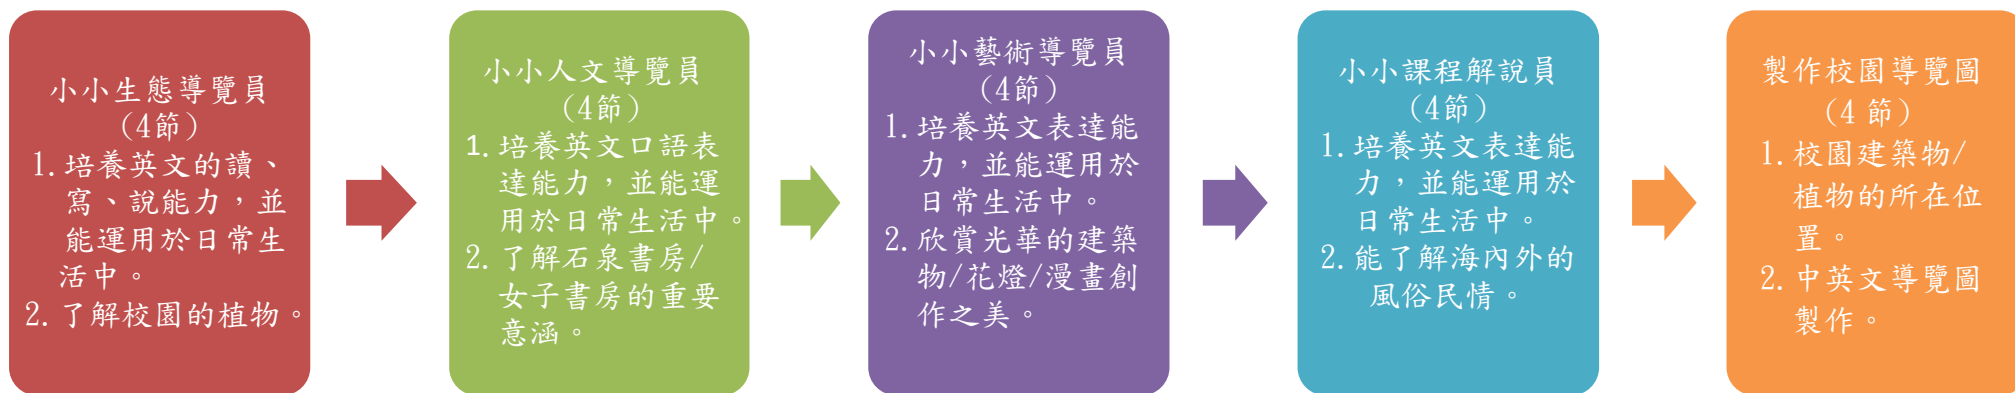 小小生態導覽員
(4節)
1.培養英文的讀、
寫、說能力，並
能運用於日常生
活中。
2.了解校園的植物。
小小人文導覽員
(4節)
1.培養英文口語表
達能力，並能運
用於日常生活中。
2.了解石泉書房/
女子書房的重要
意涵。
小小藝術導覽員
(4節)
1.培養英文表達能
力，並能運用於
日常生活中。
2.欣賞光華的建築
物/花燈/漫畫創
作之美。
小小課程解說員
(4節)
1.培養英文表達能
力，並能運用於
日常生活中。
2.能了解海內外的
風俗民情。
製作校園導覽圖
(4 節)
1.校園建築物/
植物的所在位
置。
2.中英文導覽圖
製作。